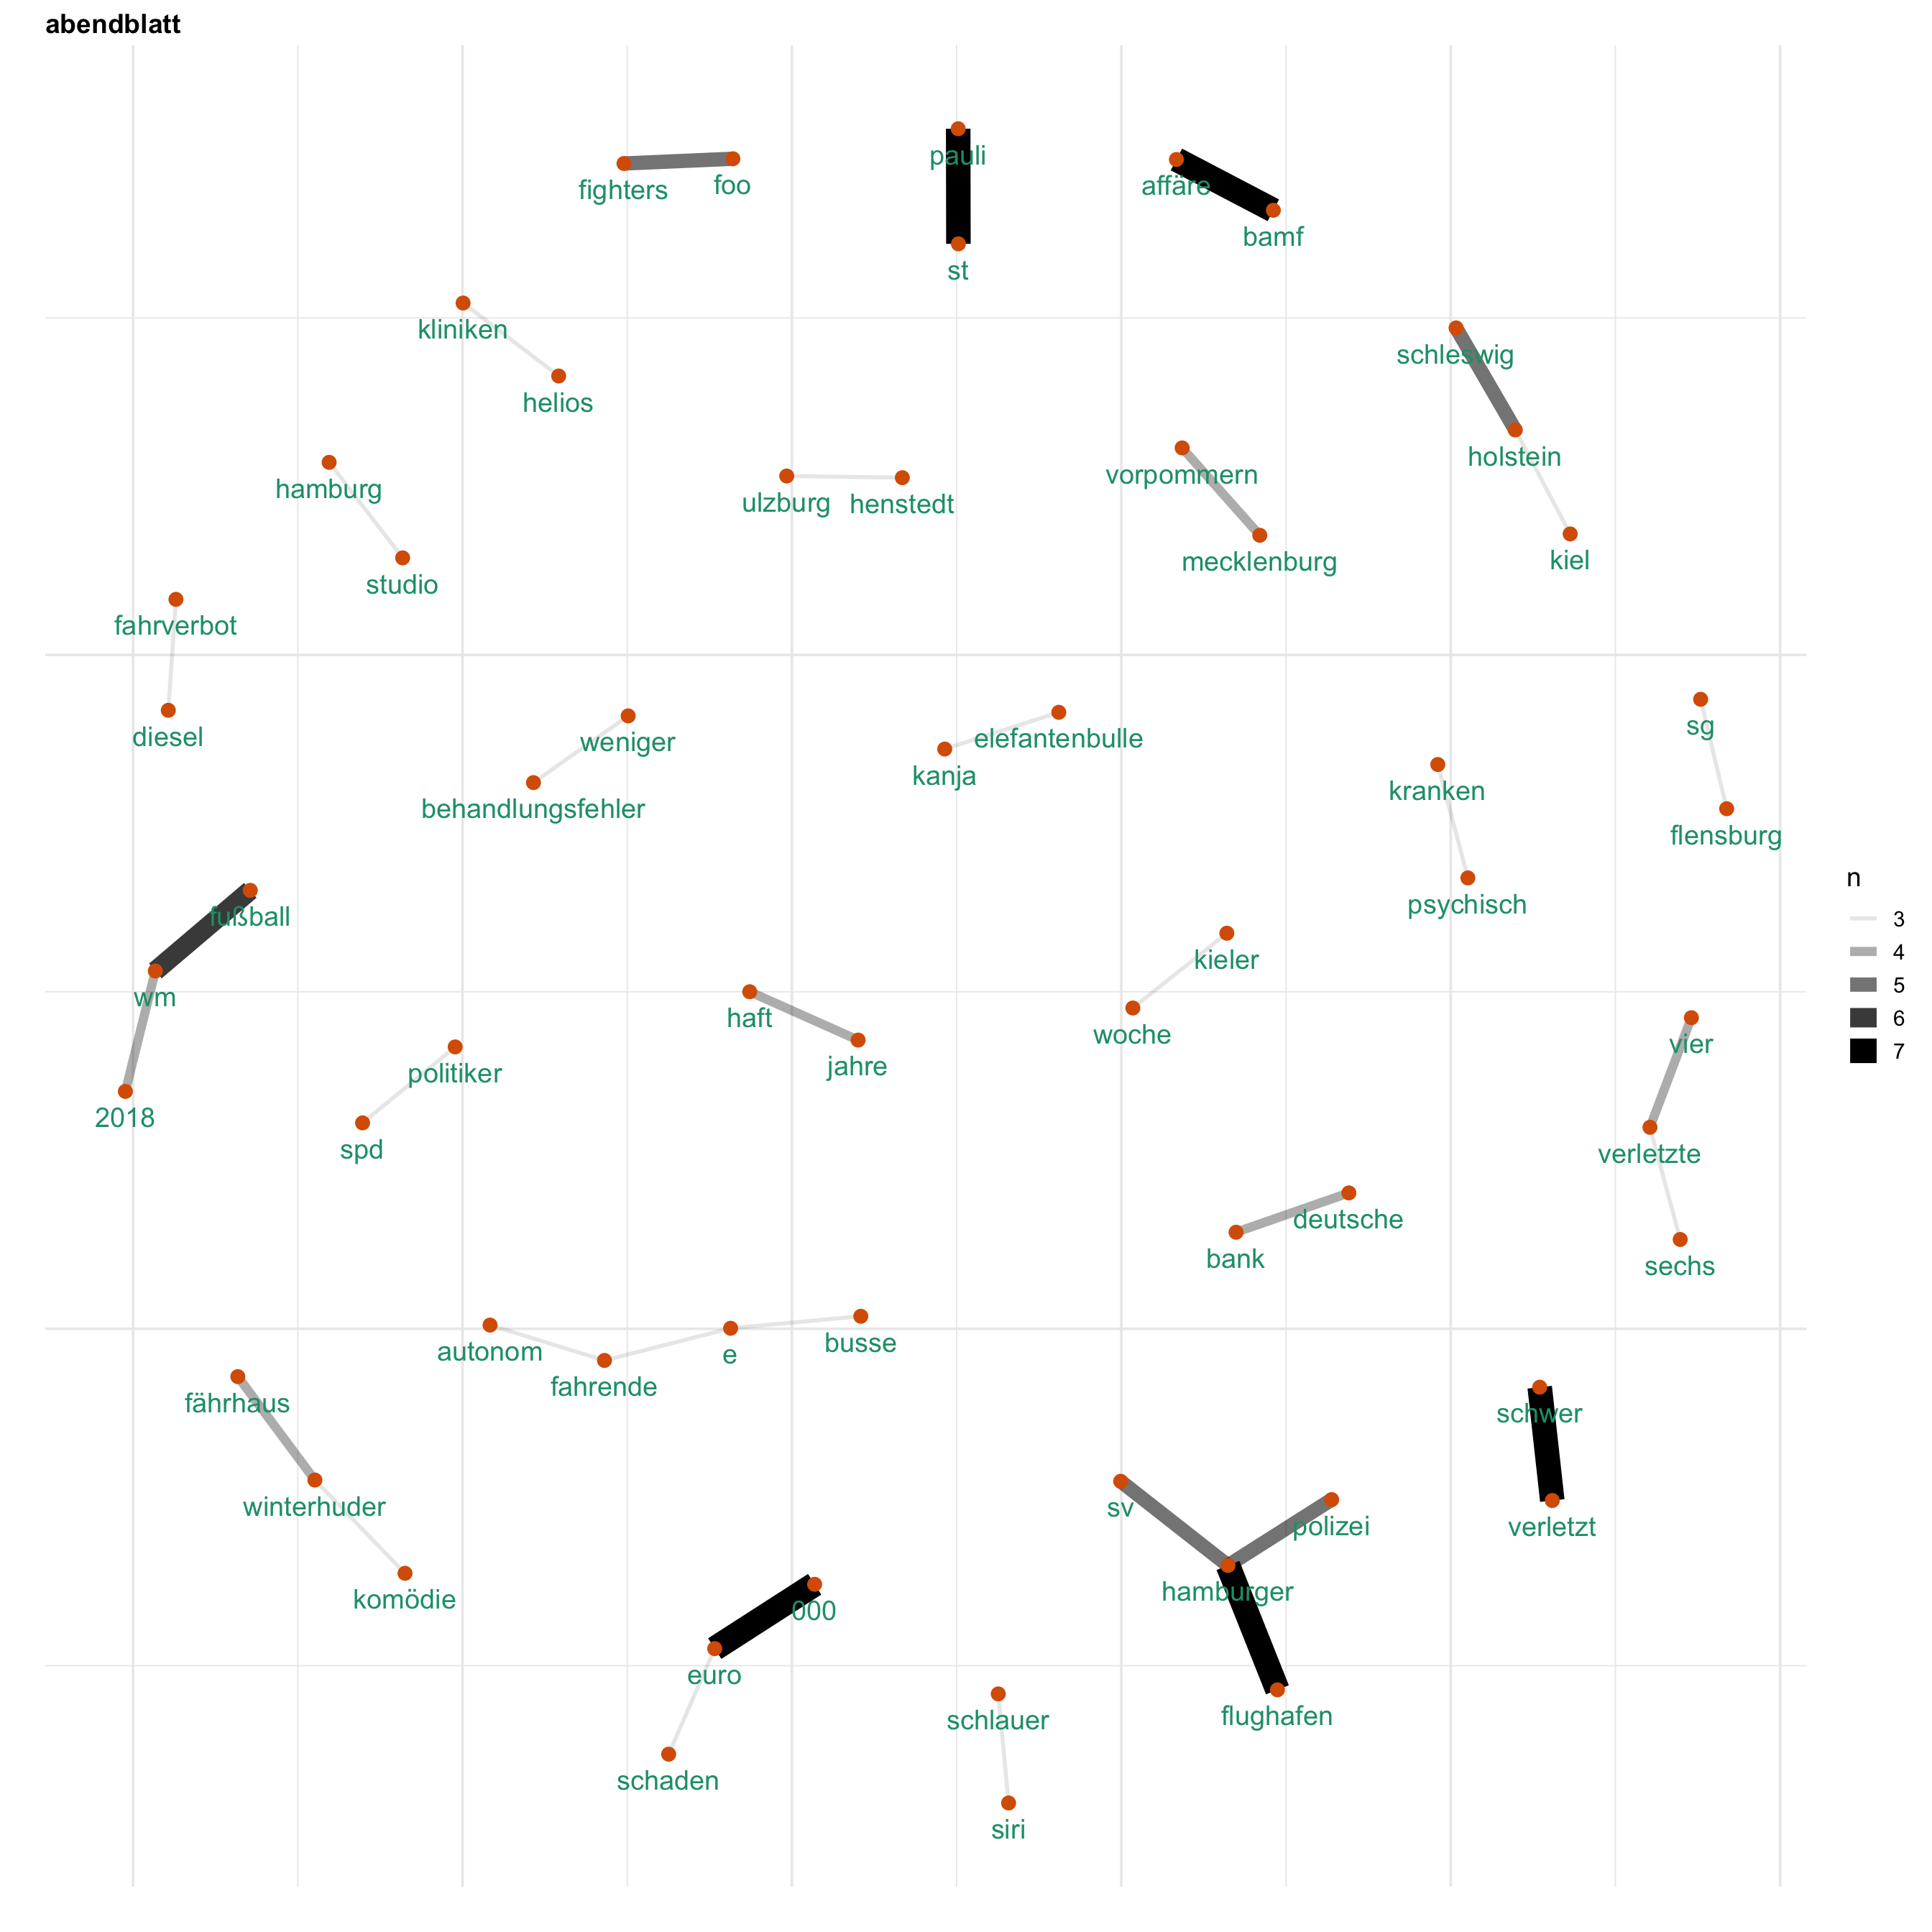 abendblatt
pauli
fighters
foo
affäre
bamf
st
kliniken
schleswig
helios
holstein
vorpommern
hamburg
ulzburg
henstedt
mecklenburg
kiel
studio
fahrverbot
sg
diesel
weniger
elefantenbulle
kanja
kranken
behandlungsfehler
flensburg
n
psychisch
fußball
3
4
kieler
5
wm
haft
6
woche
vier
7
jahre
politiker
2018
spd
verletzte
deutsche
bank
sechs
busse
autonom
e
fahrende
fährhaus
schwer
winterhuder
sv
polizei
verletzt
hamburger
komödie
000
euro
flughafen
schlauer
schaden
siri